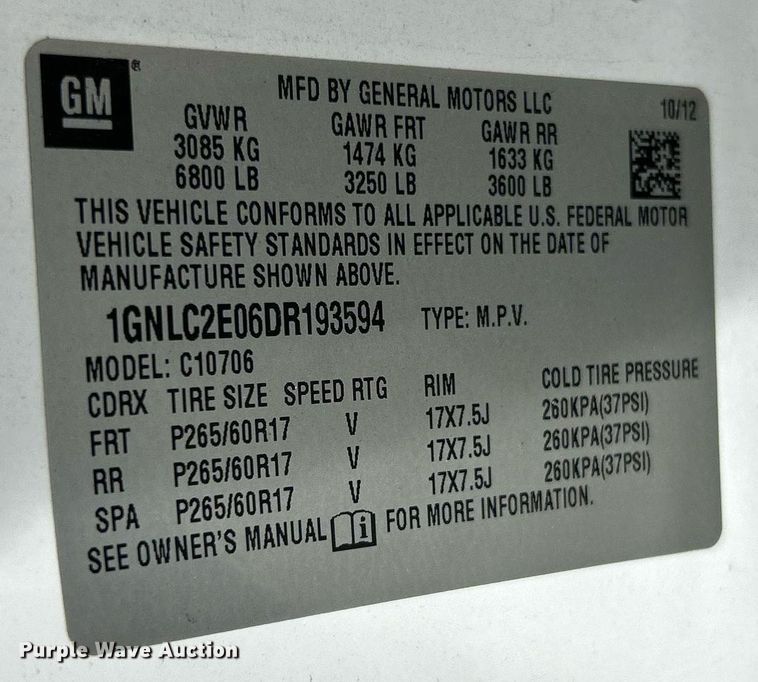 GM
MFD BY GENERAL MOTORS LLC 10/12
GVWR GAWR FRT GAWR RR
3085 KG 1474 KG 1633 KG
6800 LB 3250 LB 3600 LB
THIS VEHICLE CONFORMS TO ALL APPLICABLE U.S. FEDERAL MOTOR
VEHICLE SAFETY STANDARDS IN EFFECT ON THE DATE OF
MANUFACTURE SHOWN ABOVE.
1GNLC2E06DR193594 TYPE: M.P.V.
MODEL: C10706
CDRX TIRE SIZE SPEED RTG RIM COLD TIRE PRESSURE
FRT P265/60R17 V 17X7.5J 260KPA(37PSI)
RR P265/60R17 V 17X7.5J 260KPA(37PSI)
SPA P265/60R17 V 17X7.5J 260KPA(37PSI)
SEE OWNER'S MANUAL i FOR MORE INFORMATION.
Purple Wave Auction